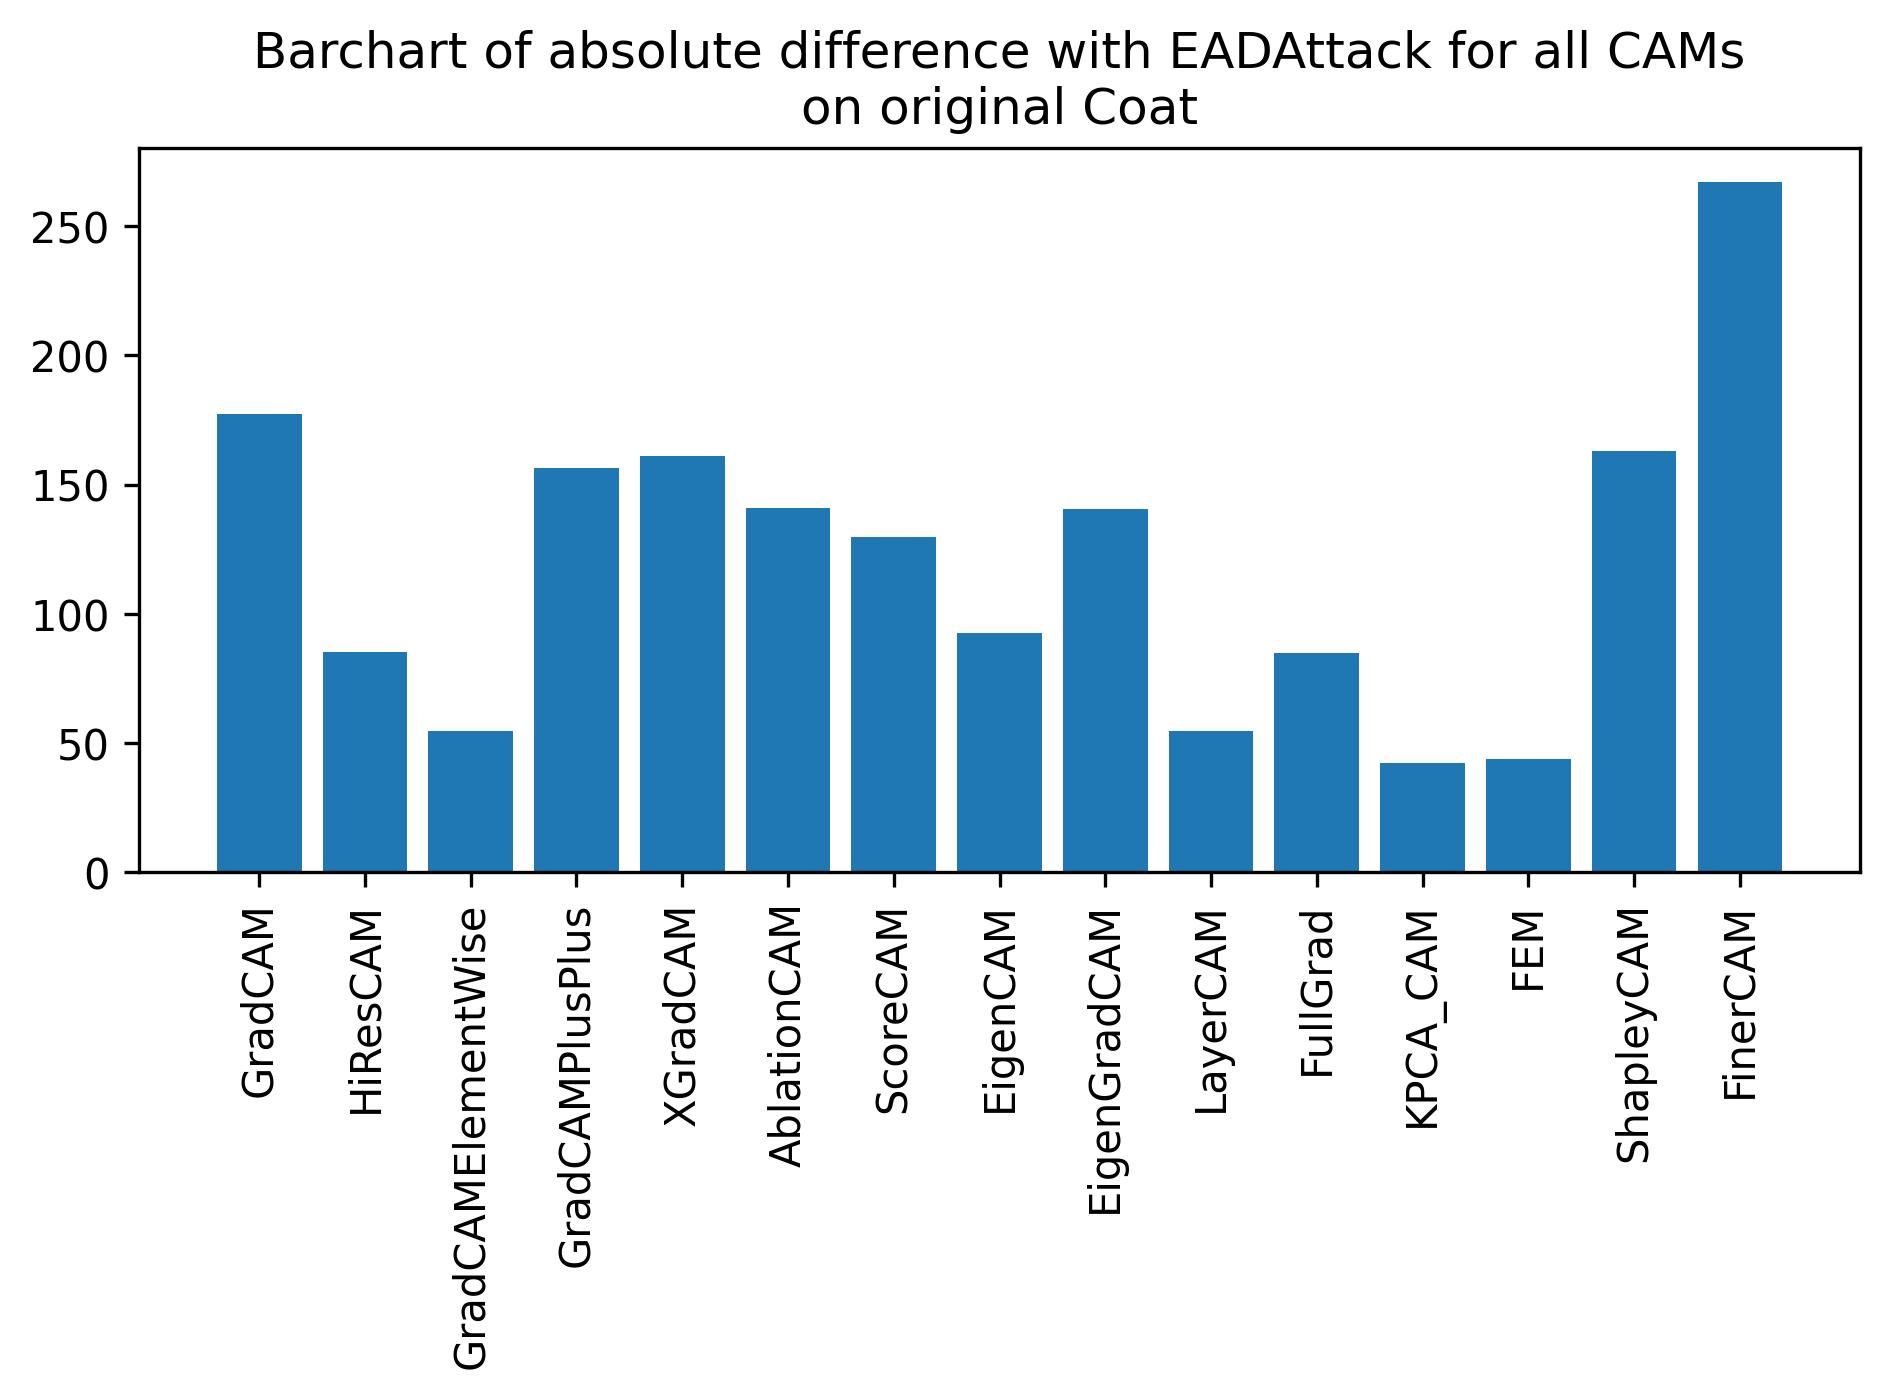 Barchart of absolute difference with EADAttack for all CAMs
on original Coat
250
200
150
100
50
0
GradCAM
HiResCAM
GradCAMElementWise
GradCAMPlusPlus
XGradCAM
AblationCAM
ScoreCAM
EigenCAM
EigenGradCAM
LayerCAM
FullGrad
KPCA_CAM
FEM
ShapleyCAM
FinerCAM